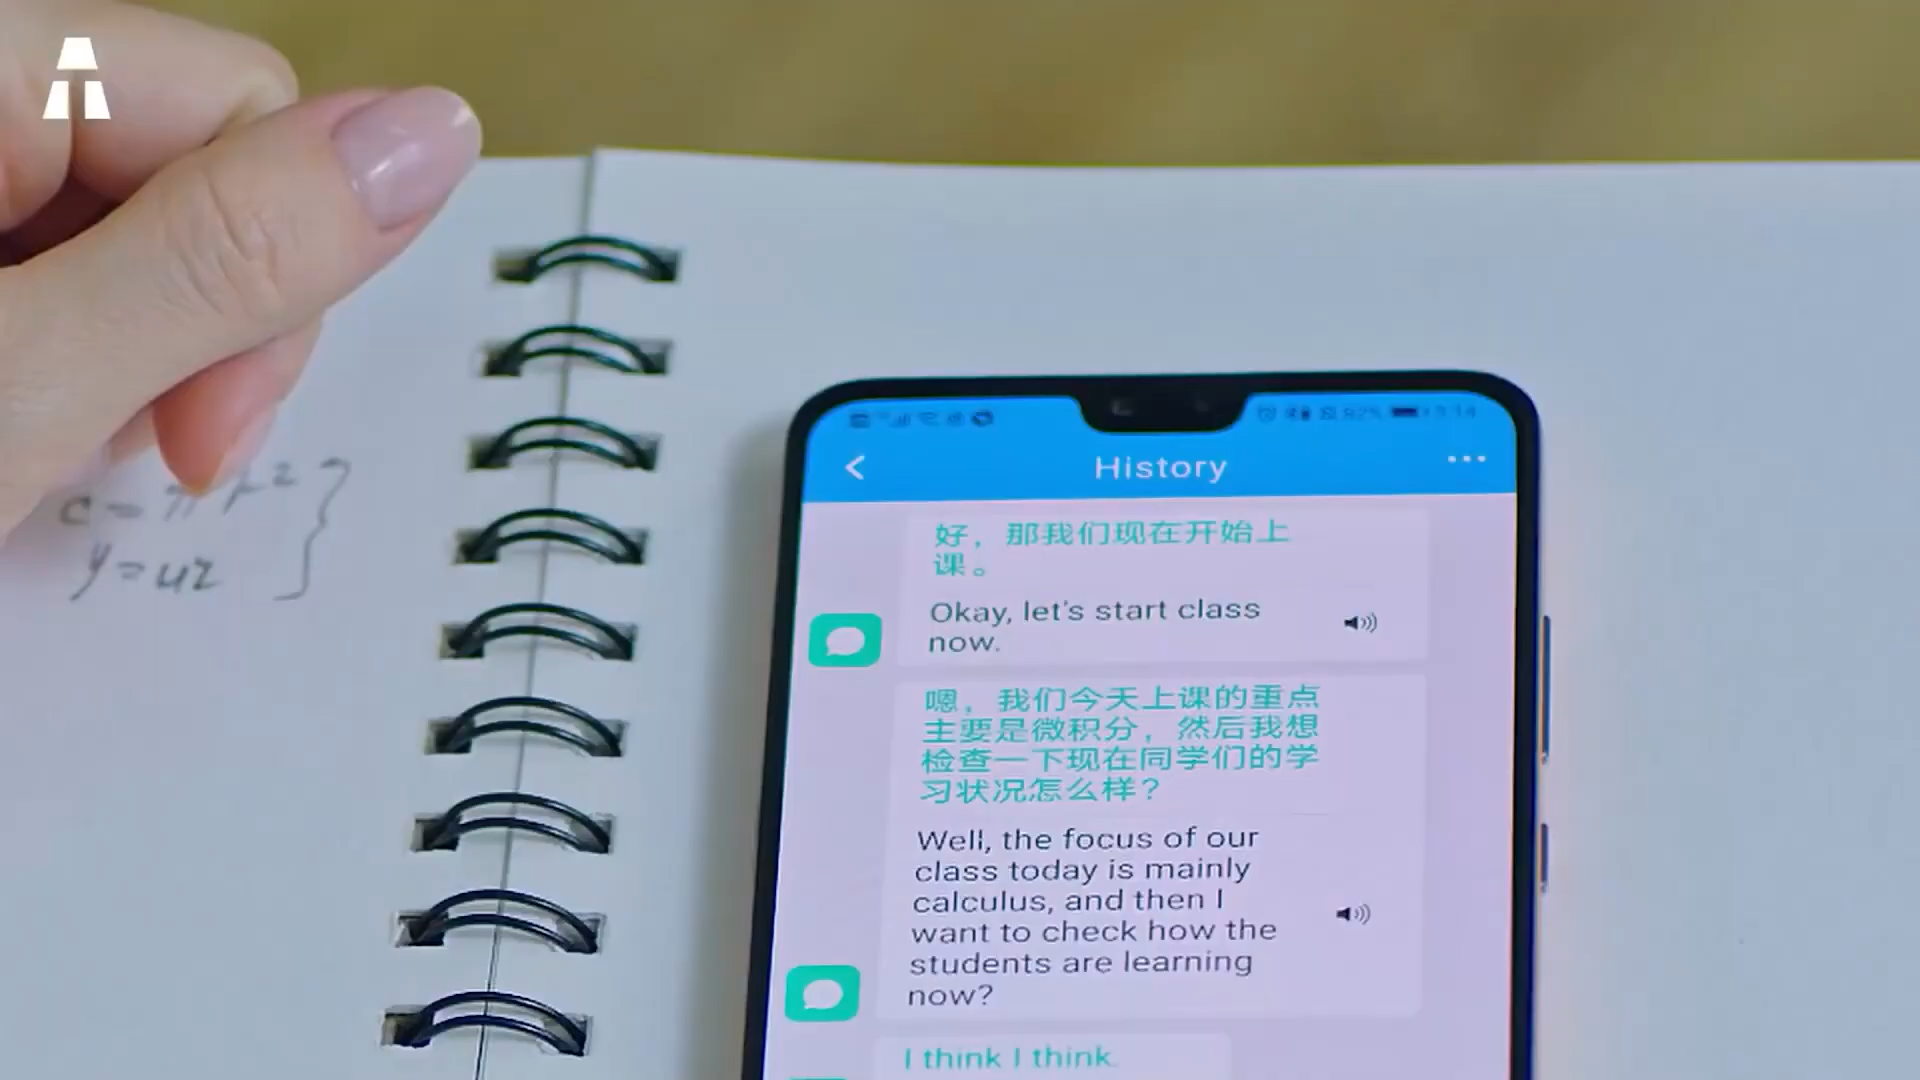 c = πr²
y = uz
History
好，那我们现在开始上
课。
Okay, let's start class
now.
嗯，我们今天上课的重点
主要是微积分，然后我想
检查一下现在同学们的学
习状况怎么样？
Well, the focus of our
class today is mainly
calculus, and then I
want to check how the
students are learning
now?
I think I think.